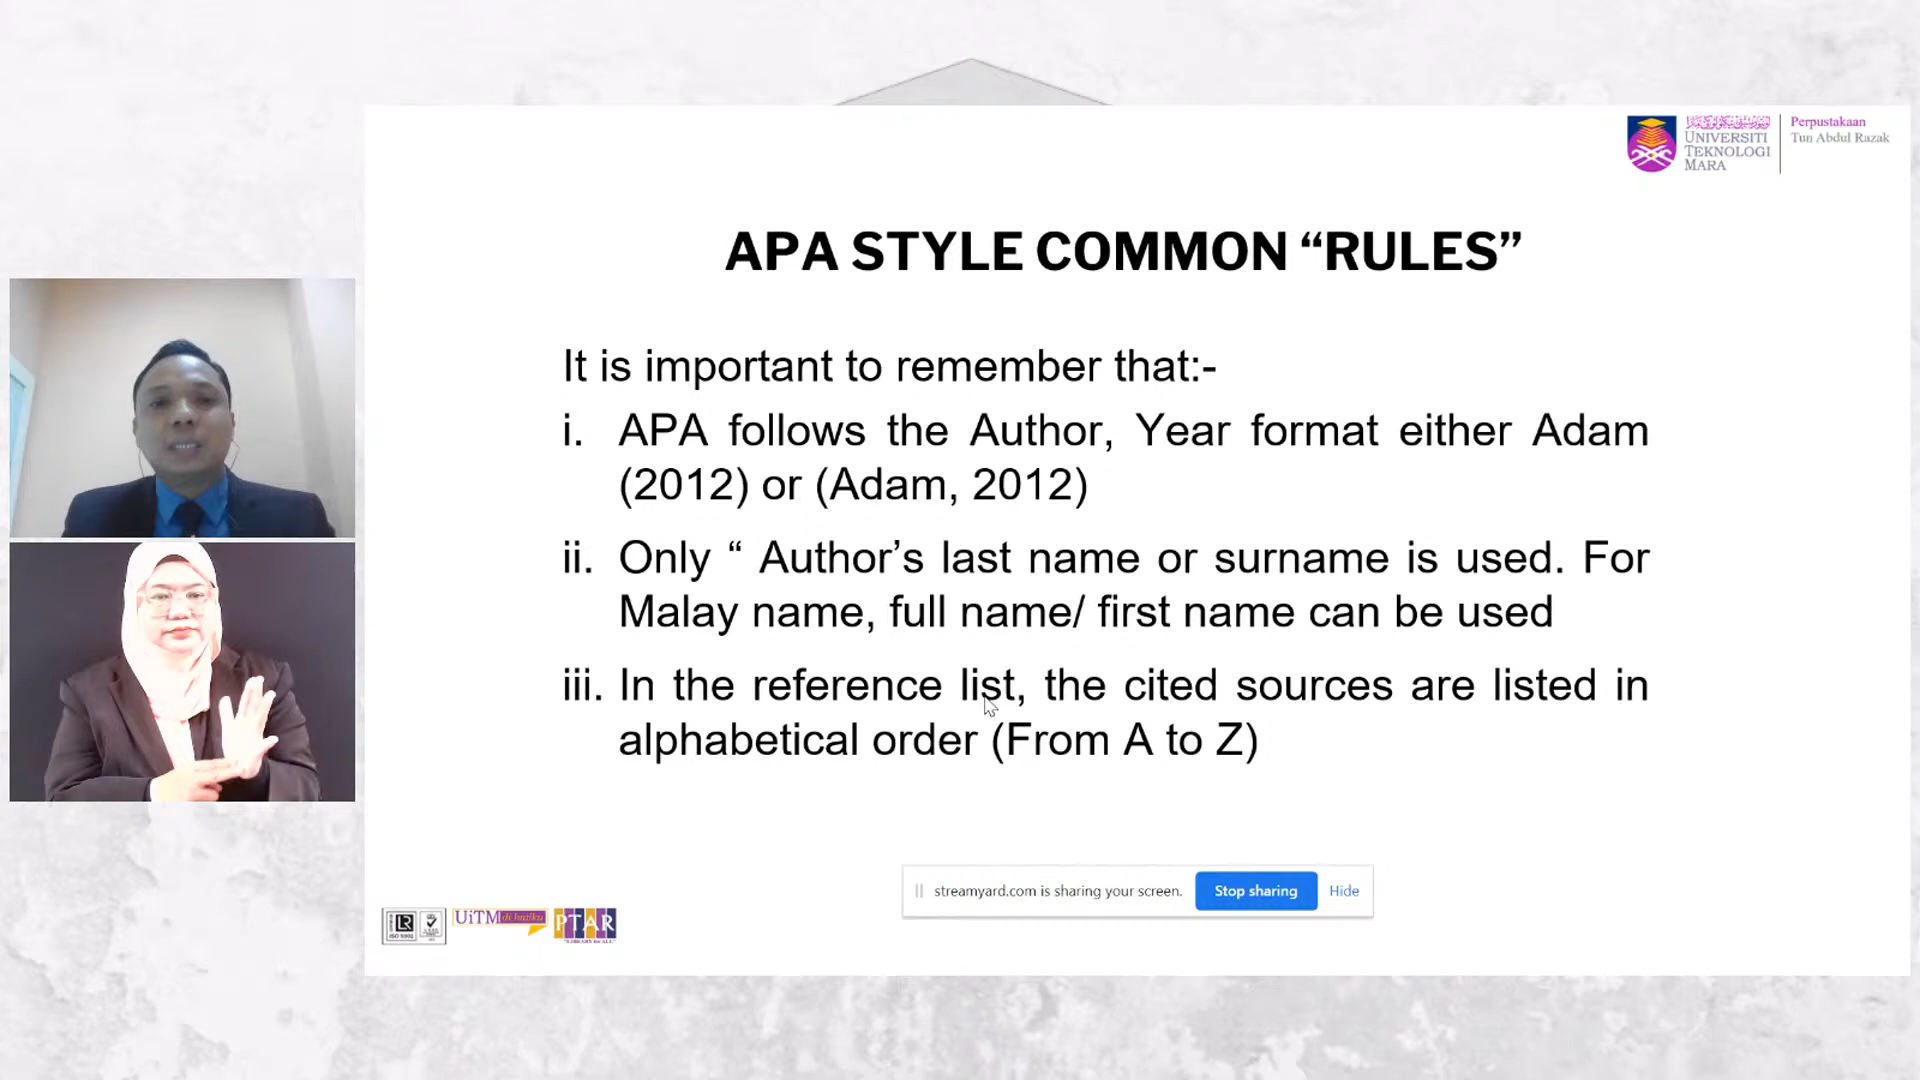 UNIVERSITI
TEKNOLOGI
MARA
Perpustakaan
Tun Abdul Razak
APA STYLE COMMON “RULES”
It is important to remember that:-
i. APA follows the Author, Year format either Adam
(2012) or (Adam, 2012)
ii. Only “ Author’s last name or surname is used. For
Malay name, full name/ first name can be used
iii. In the reference list, the cited sources are listed in
alphabetical order (From A to Z)
streamyard.com is sharing your screen. Stop sharing Hide
LR
UiTM di hatiku
PTAR